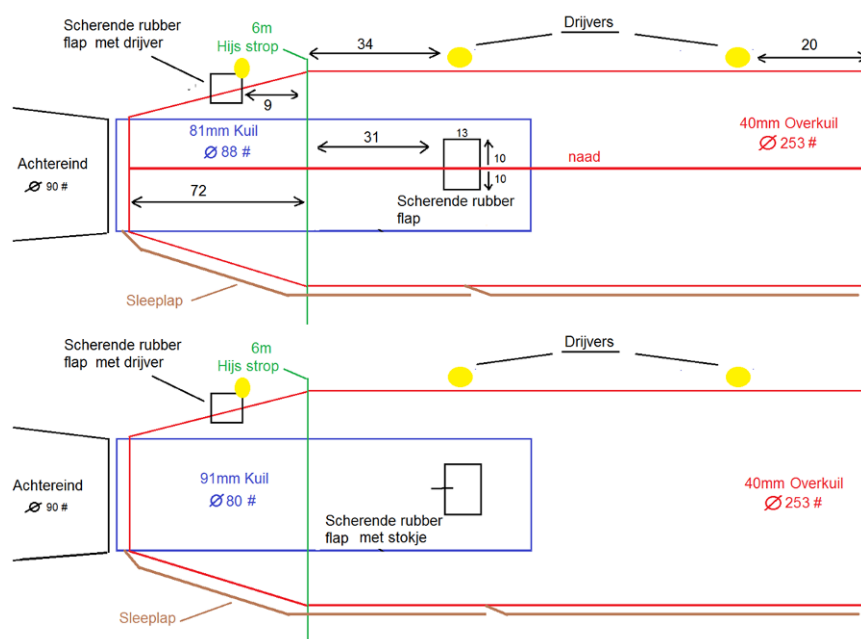 Scherende rubber
flap met drijver
6m
Hijs strop
34
Drijvers
20
9
81mm Kuil
Ø 88 #
31
13
10
10
40mm Overkuil
Ø 253 #
naad
Achtereind
Ø 90 #
72
Scherende rubber
flap
Sleeplap
Scherende rubber
flap met drijver
6m
Hijs strop
Drijvers
Achtereind
Ø 90 #
91mm Kuil
Ø 80 #
40mm Overkuil
Ø 253 #
Scherende rubber
flap met stokje
Sleeplap